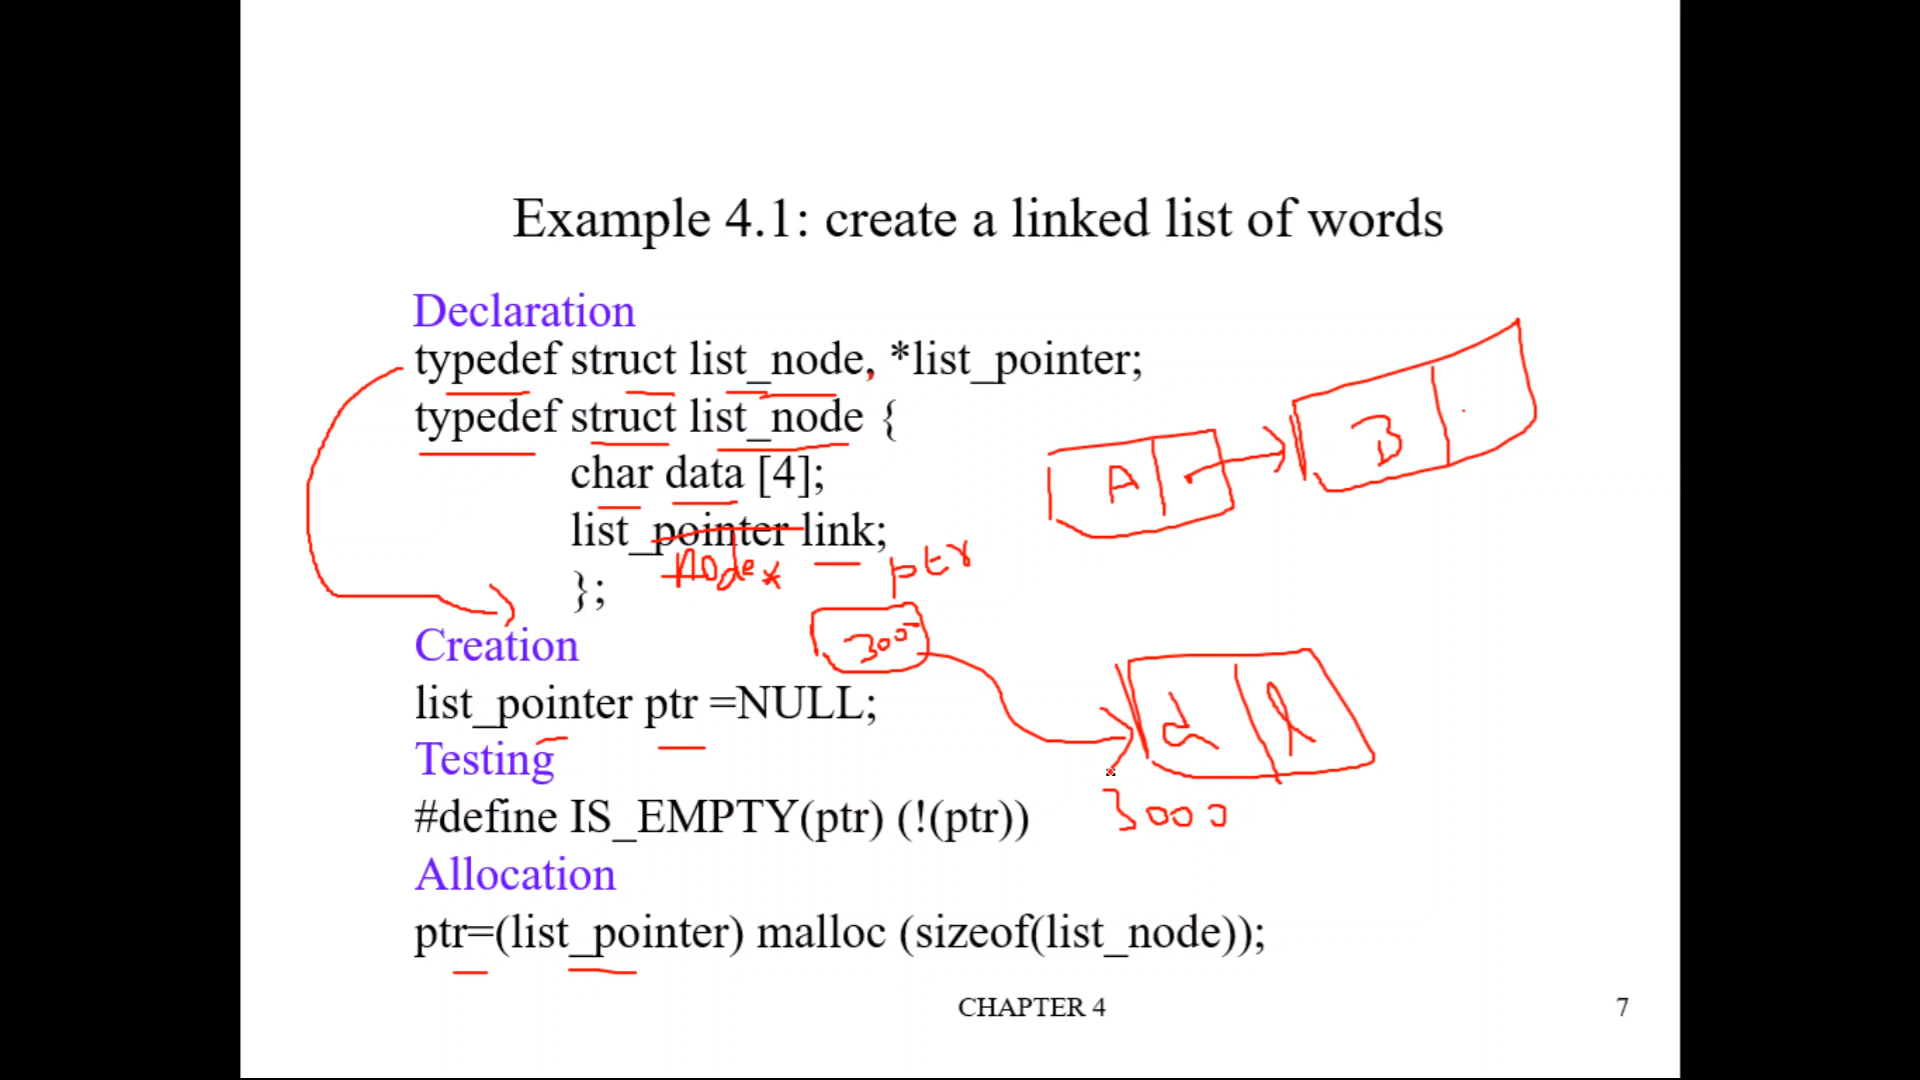 Example 4.1: create a linked list of words
Declaration
typedef struct list_node, *list_pointer;
typedef struct list_node {
char data [4];
list_pointer link;
Node*
};
ptr
A
B
Creation
300
list_pointer ptr =NULL;
d l
Testing
#define IS_EMPTY(ptr) (!(ptr))
3000
Allocation
ptr=(list_pointer) malloc (sizeof(list_node));
CHAPTER 4
7